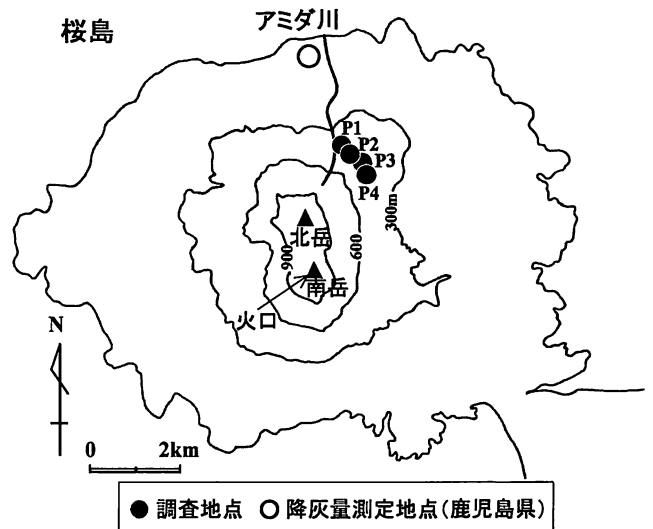 アミダ川
桜島
P1
P2
P3
P4
300m
北岳
900
600
南岳
火口
N
0 2km
●調査地点 ○降灰量測定地点(鹿児島県)